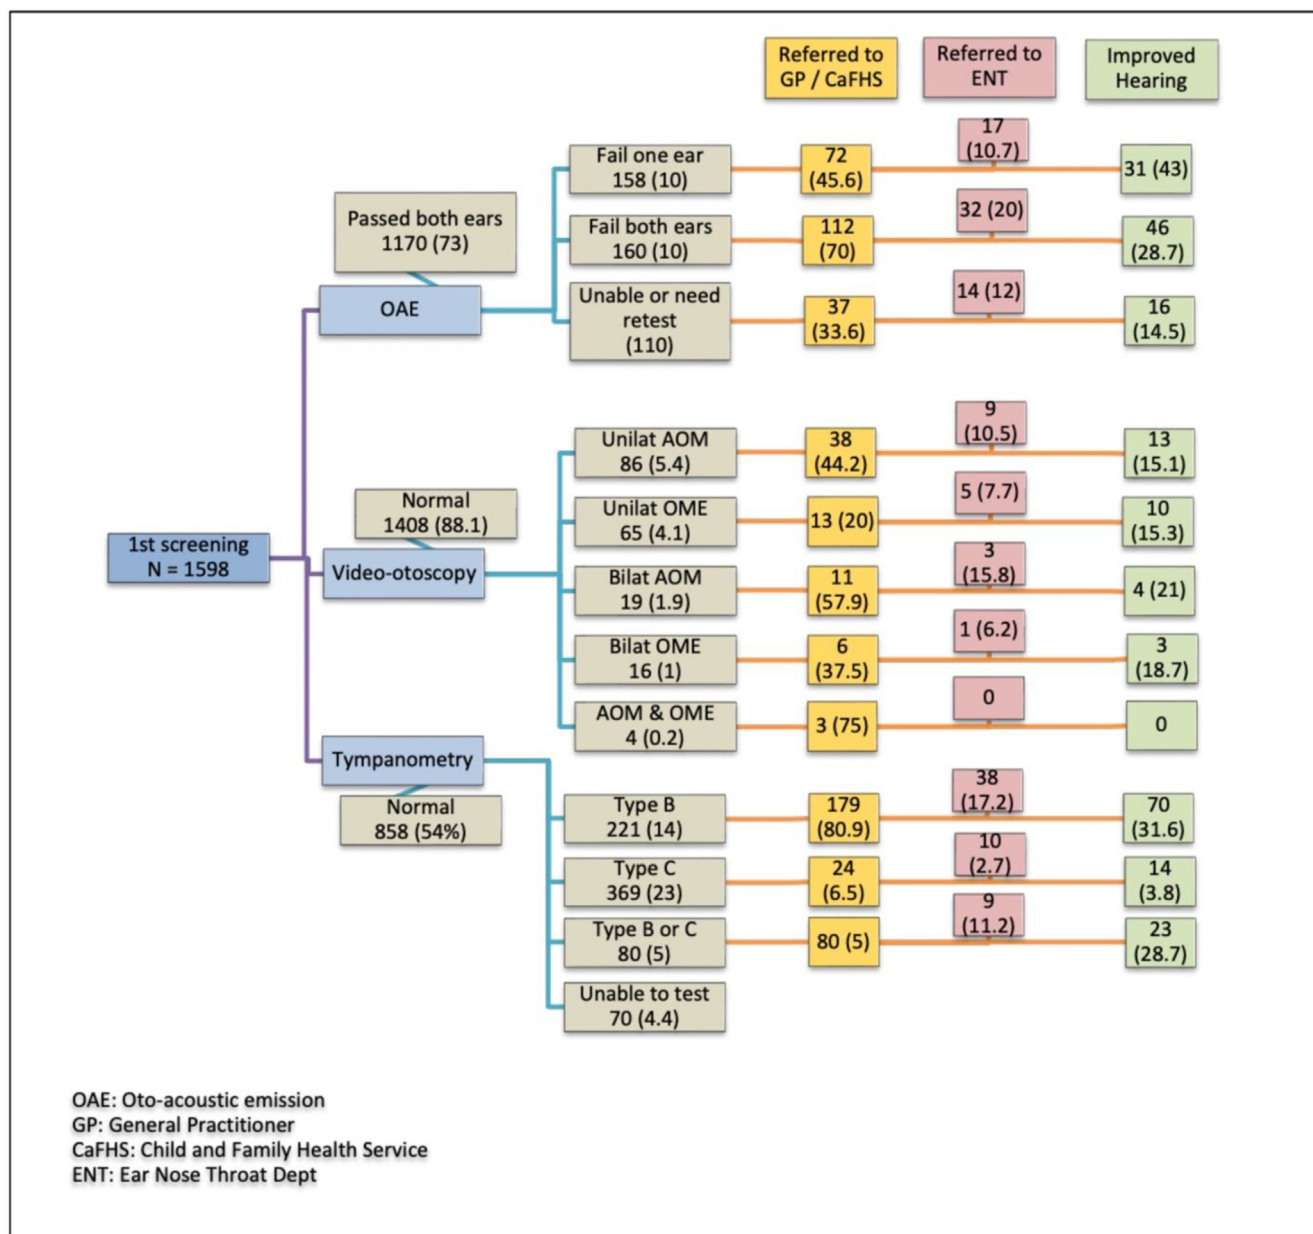 Referred to
GP / CaFHS
Referred to
ENT
Improved
Hearing
Passed both ears
1170 (73)
OAE
Fail one ear
158 (10)
72
(45.6)
17
(10.7)
31 (43)
Fail both ears
160 (10)
112
(70)
32 (20)
46
(28.7)
Unable or need
retest
(110)
37
(33.6)
14 (12)
16
(14.5)
1st screening
N = 1598
Normal
1408 (88.1)
Video-otoscopy
Unilat AOM
86 (5.4)
38
(44.2)
9
(10.5)
13
(15.1)
Unilat OME
65 (4.1)
13 (20)
5 (7.7)
10
(15.3)
Bilat AOM
19 (1.9)
11
(57.9)
3
(15.8)
4 (21)
Bilat OME
16 (1)
6
(37.5)
1 (6.2)
3
(18.7)
AOM & OME
4 (0.2)
3 (75)
0
0
Tympanometry
Normal
858 (54%)
Type B
221 (14)
179
(80.9)
38
(17.2)
70
(31.6)
Type C
369 (23)
24
(6.5)
10
(2.7)
14
(3.8)
Type B or C
80 (5)
80 (5)
9
(11.2)
23
(28.7)
Unable to test
70 (4.4)
OAE: Oto-acoustic emission
GP: General Practitioner
CaFHS: Child and Family Health Service
ENT: Ear Nose Throat Dept